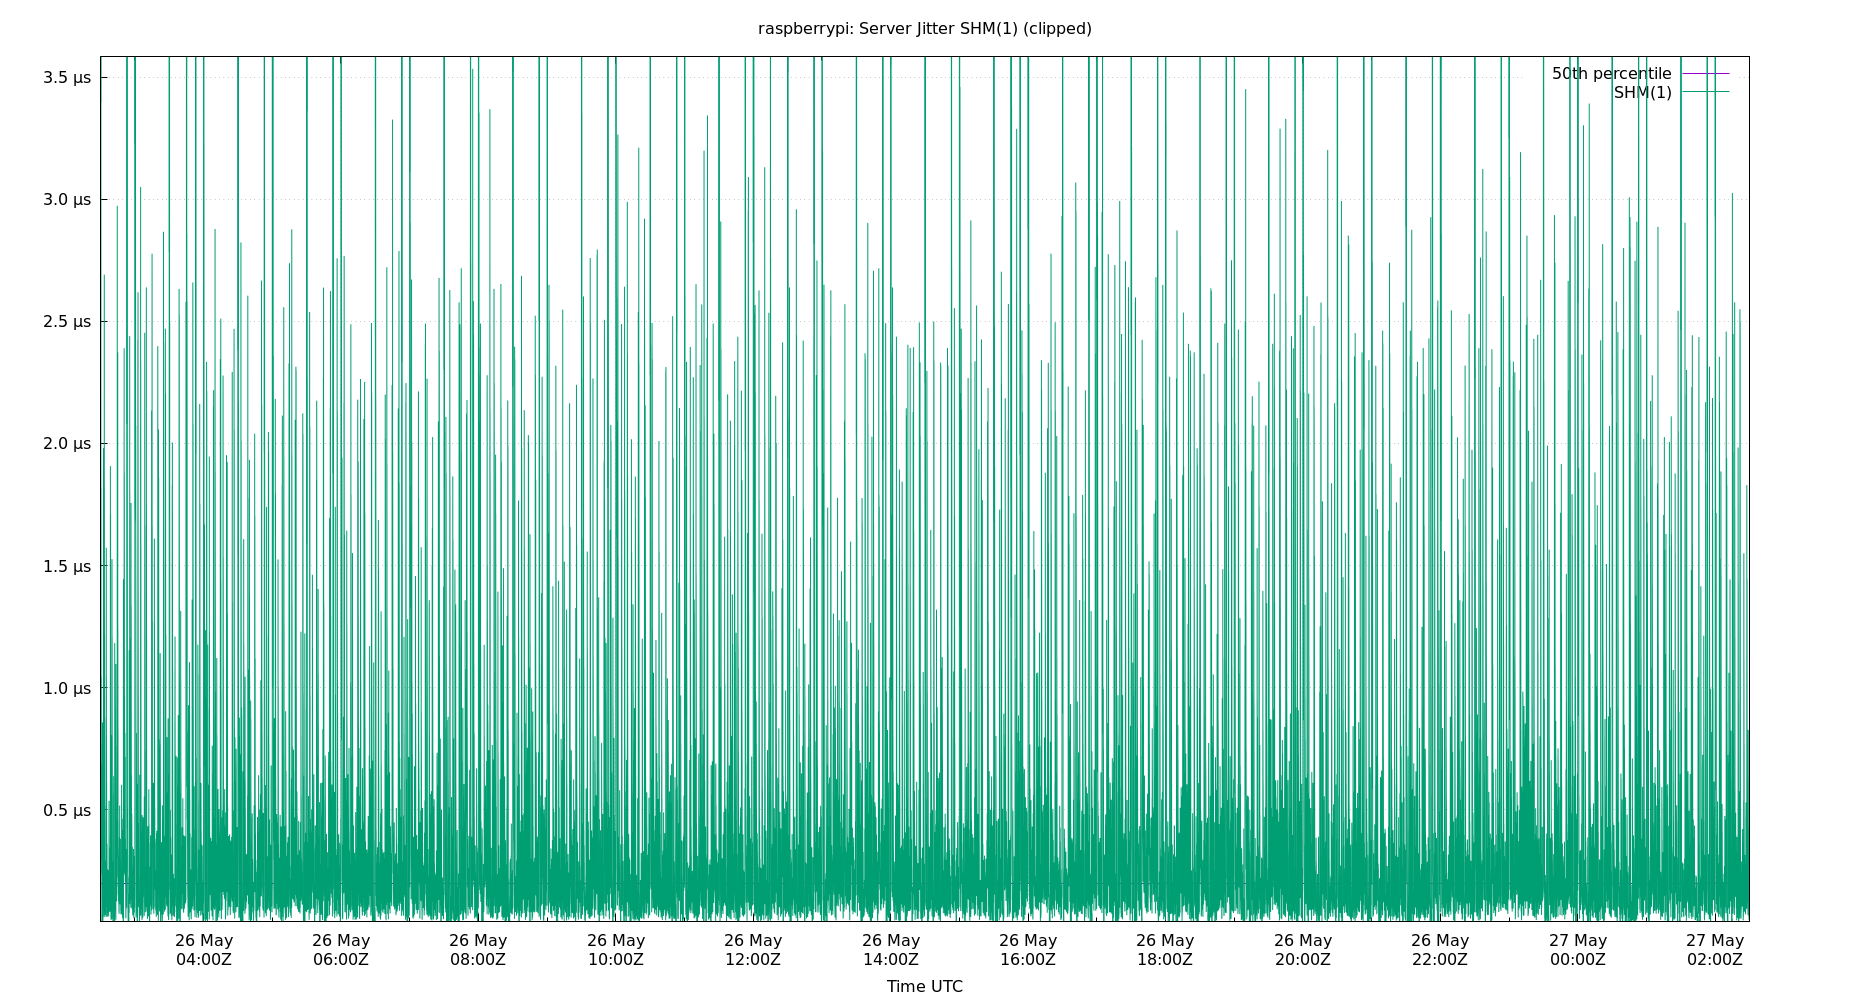 raspberrypi: Server Jitter SHM(1) (clipped)
50th percentile
SHM(1)
3.5 µs
3.0 µs
2.5 µs
2.0 µs
1.5 µs
1.0 µs
0.5 µs
26 May 26 May 26 May 26 May 26 May 26 May 26 May 26 May 26 May 26 May 27 May 27 May
04:00Z 06:00Z 08:00Z 10:00Z 12:00Z 14:00Z 16:00Z 18:00Z 20:00Z 22:00Z 00:00Z 02:00Z
Time UTC